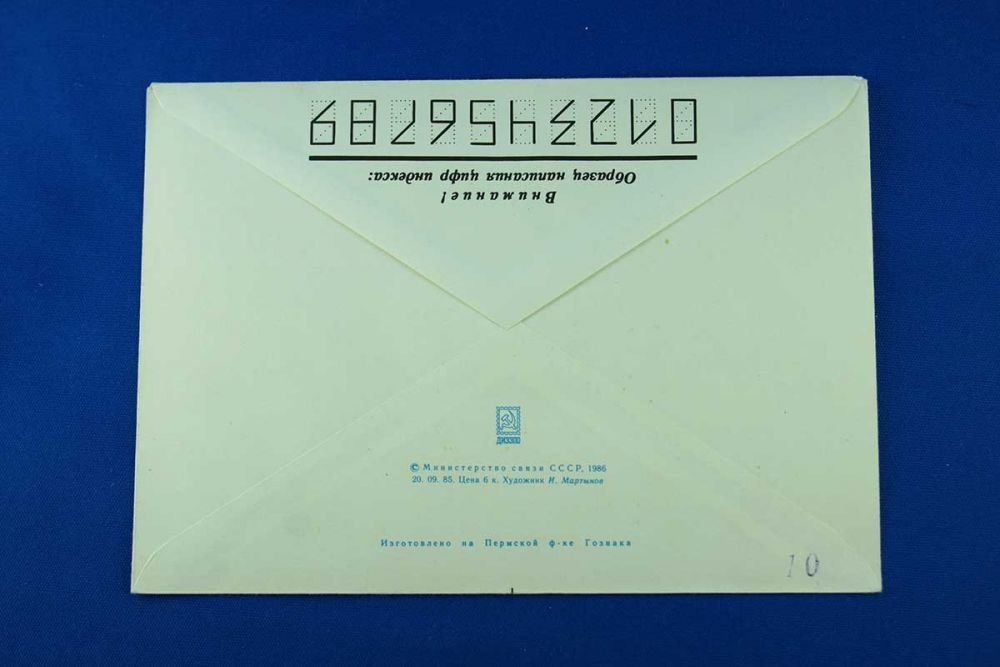 Внимание!
Образец написания цифр индекса:
0123456789
© Министерство связи СССР, 1986
20. 09. 85. Цена 6 к. Художник И. Мартынов
Изготовлено на Пермской ф-ке Гознака
10